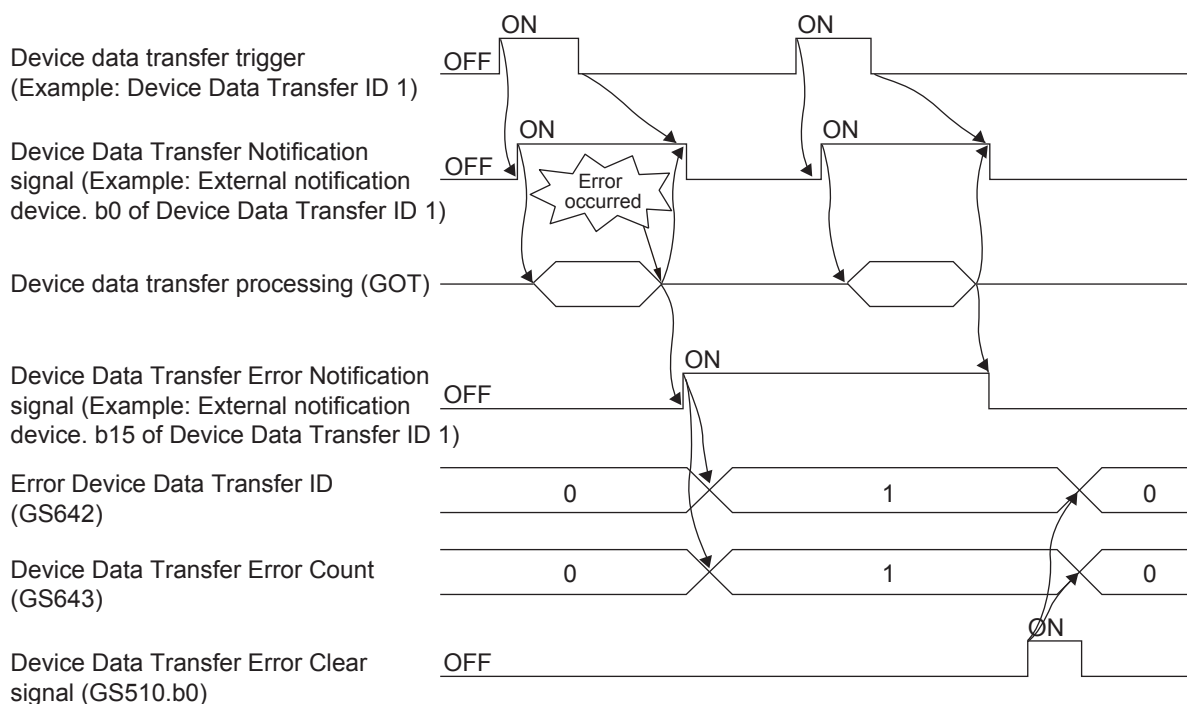 ON
ON
Device data transfer trigger
OFF
(Example: Device Data Transfer ID 1)
ON
ON
Device Data Transfer Notification
OFF
signal (Example: External notification
device. b0 of Device Data Transfer ID 1)
Error
occurred
Device data transfer processing (GOT)
ON
Device Data Transfer Error Notification
signal (Example: External notification
OFF
device. b15 of Device Data Transfer ID 1)
Error Device Data Transfer ID
(GS642)
0
1
0
Device Data Transfer Error Count
(GS643)
0
1
0
ON
Device Data Transfer Error Clear
OFF
signal (GS510.b0)